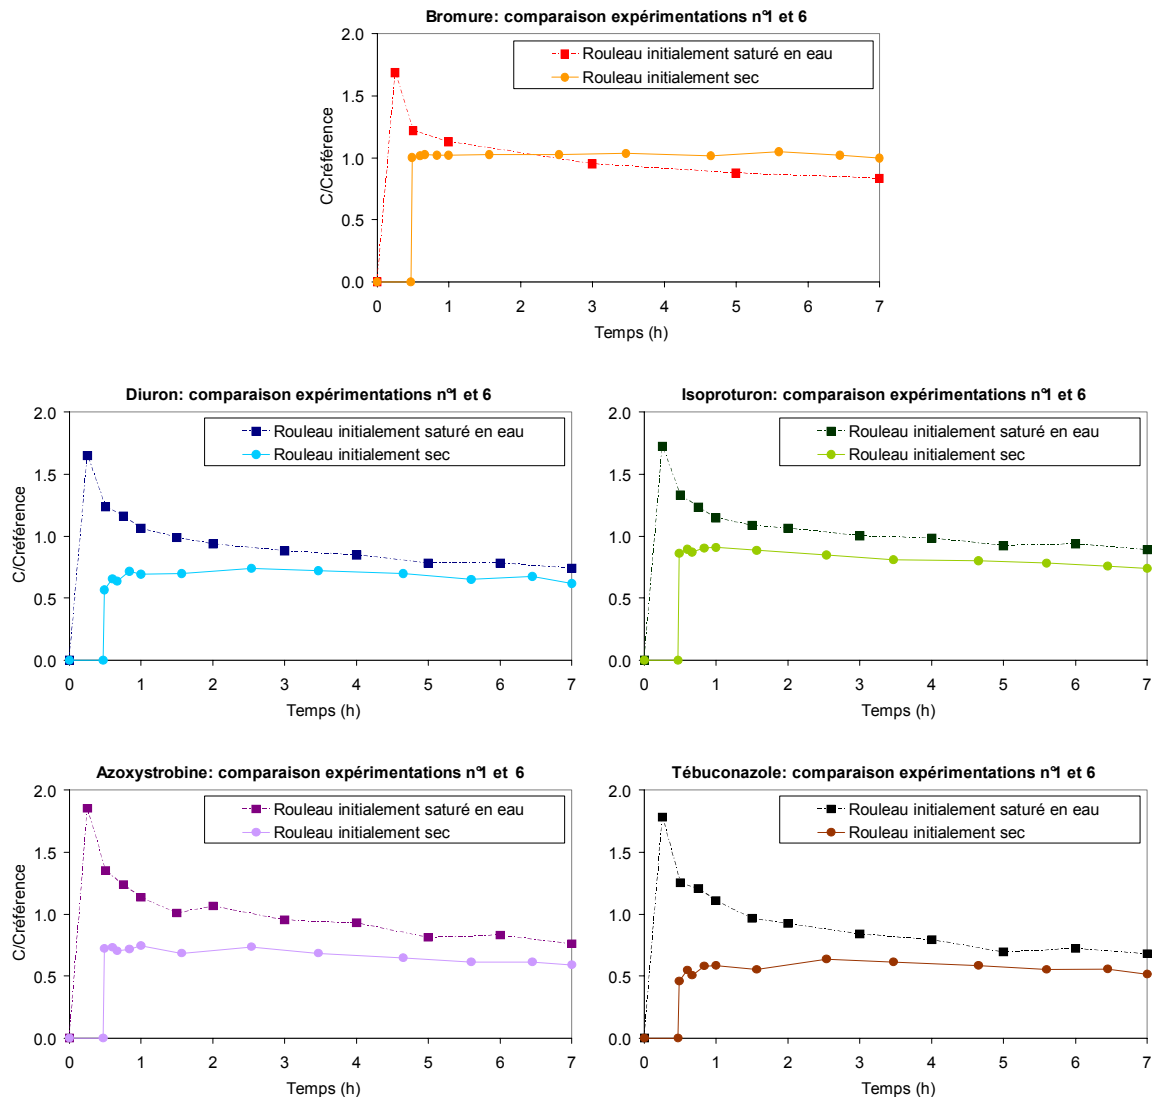 Bromure: comparaison expérimentations n°1 et 6
2.0
1.5
1.0
0.5
0.0
C/Créférence
Rouleau initialement saturé en eau
Rouleau initialement sec
0 1 2 3 4 5 6 7
Temps (h)
Diuron: comparaison expérimentations n°1 et 6
2.0
1.5
1.0
0.5
0.0
C/Créférence
Rouleau initialement saturé en eau
Rouleau initialement sec
0 1 2 3 4 5 6 7
Temps (h)
Isoproturon: comparaison expérimentations n°1 et 6
2.0
1.5
1.0
0.5
0.0
Rouleau initialement saturé en eau
Rouleau initialement sec
0 1 2 3 4 5 6 7
Temps (h)
Azoxystrobine: comparaison expérimentations n°1 et 6
2.0
1.5
1.0
0.5
0.0
C/Créférence
Rouleau initialement saturé en eau
Rouleau initialement sec
0 1 2 3 4 5 6 7
Temps (h)
Tébuconazole: comparaison expérimentations n°1 et 6
2.0
1.5
1.0
0.5
0.0
Rouleau initialement saturé en eau
Rouleau initialement sec
0 1 2 3 4 5 6 7
Temps (h)